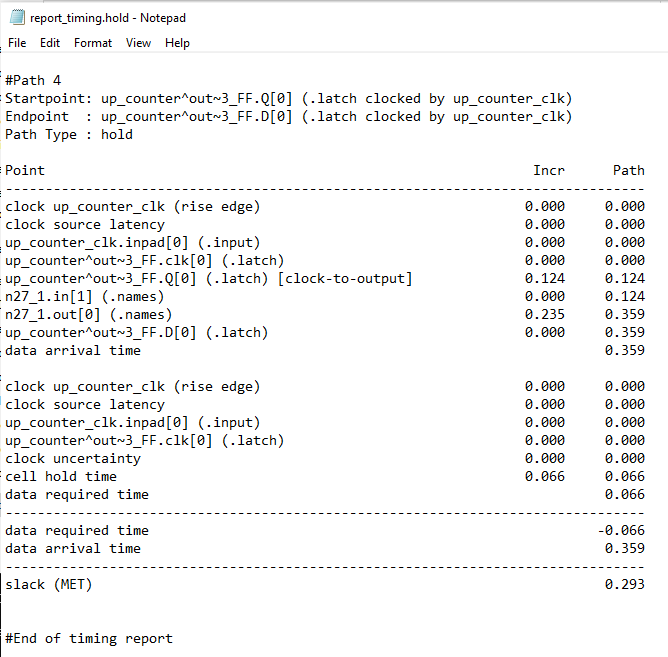 report_timing.hold - Notepad
File Edit Format View Help
#Path 4
Startpoint: up_counter^out~3_FF.Q[0] (.latch clocked by up_counter_clk)
Endpoint  : up_counter^out~3_FF.D[0] (.latch clocked by up_counter_clk)
Path Type : hold
Point                                                             Incr      Path
--------------------------------------------------------------------------------
clock up_counter_clk (rise edge)                                 0.000     0.000
clock source latency                                             0.000     0.000
up_counter_clk.inpad[0] (.input)                                 0.000     0.000
up_counter^out~3_FF.clk[0] (.latch)                              0.000     0.000
up_counter^out~3_FF.Q[0] (.latch) [clock-to-output]              0.124     0.124
n27_1.in[1] (.names)                                             0.000     0.124
n27_1.out[0] (.names)                                            0.235     0.359
up_counter^out~3_FF.D[0] (.latch)                                0.000     0.359
data arrival time                                                          0.359
clock up_counter_clk (rise edge)                                 0.000     0.000
clock source latency                                             0.000     0.000
up_counter_clk.inpad[0] (.input)                                 0.000     0.000
up_counter^out~3_FF.clk[0] (.latch)                              0.000     0.000
clock uncertainty                                                0.000     0.000
cell hold time                                                   0.066     0.066
data required time                                                         0.066
--------------------------------------------------------------------------------
data required time                                                        -0.066
data arrival time                                                          0.359
--------------------------------------------------------------------------------
slack (MET)                                                                0.293
#End of timing report